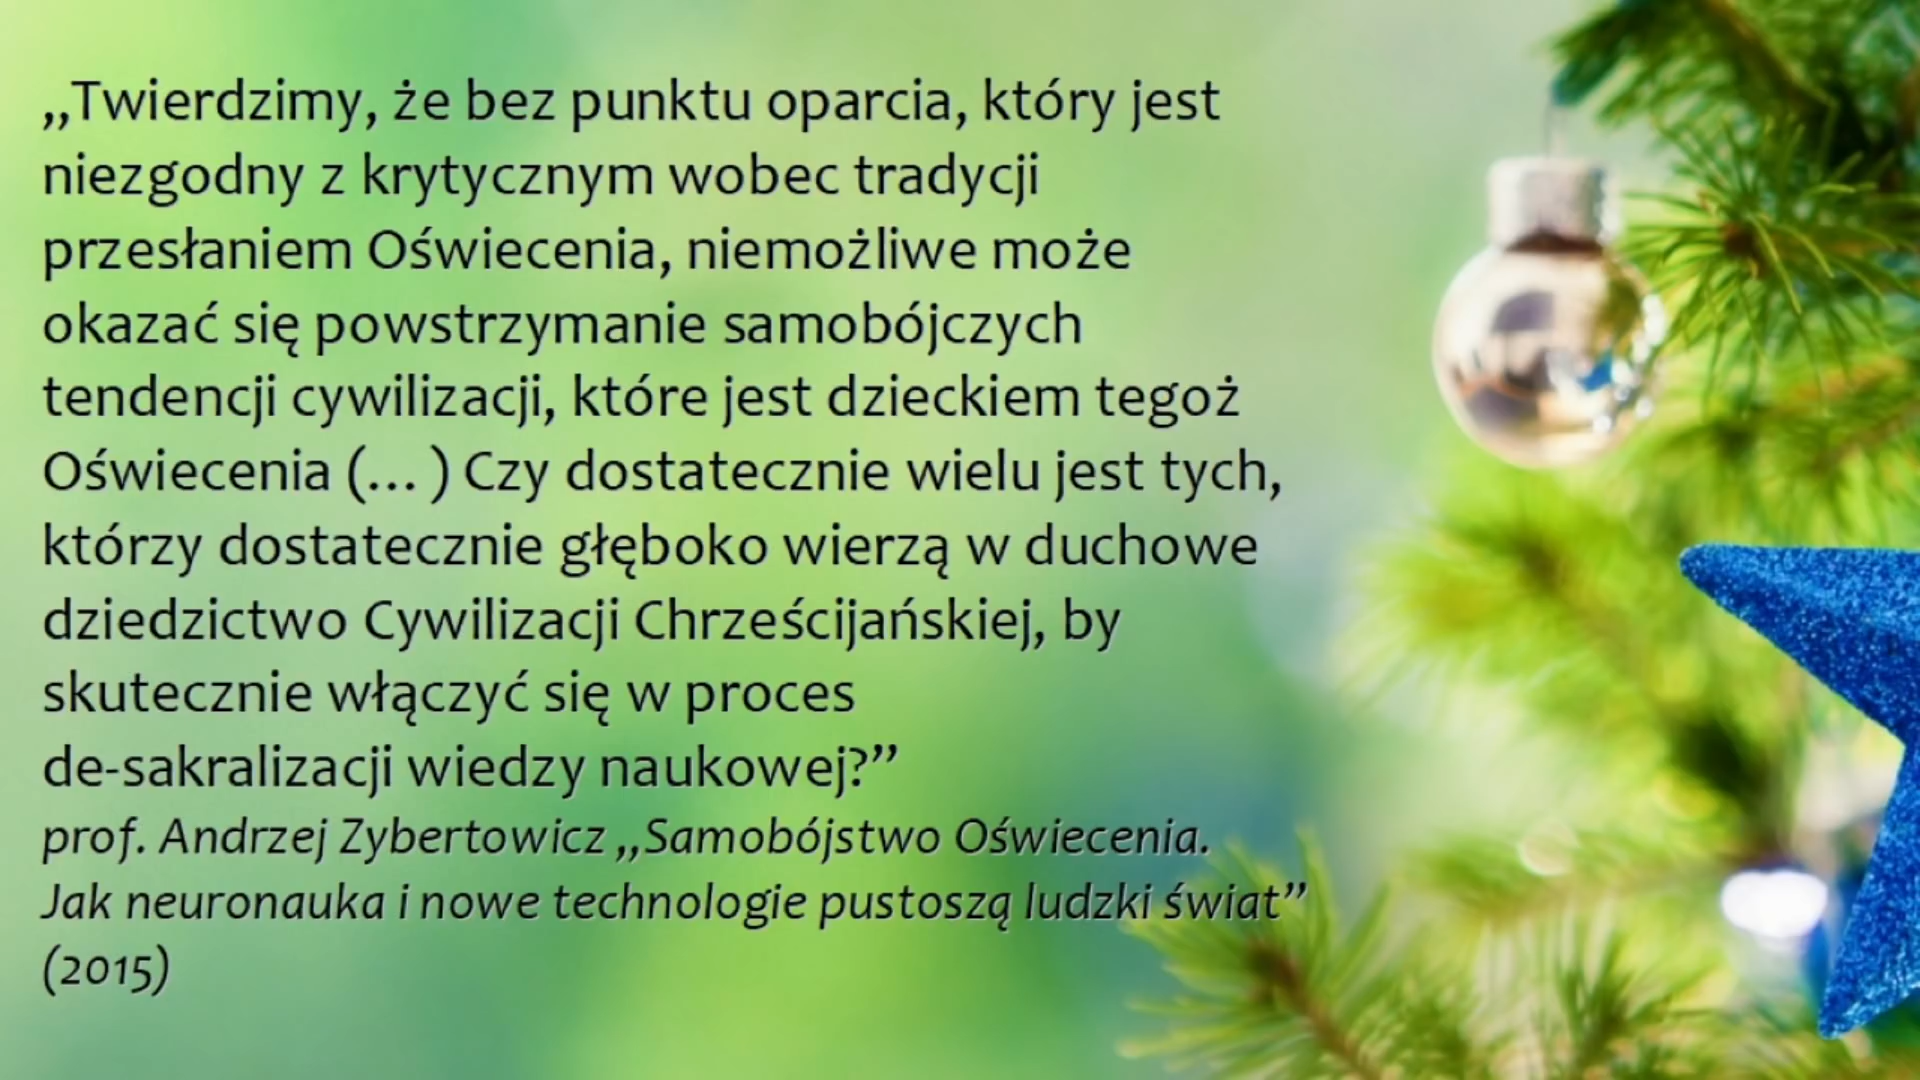 „Twierdzimy, że bez punktu oparcia, który jest
niezgodny z krytycznym wobec tradycji
przesłaniem Oświecenia, niemożliwe może
okazać się powstrzymanie samobójczych
tendencji cywilizacji, które jest dzieckiem tegoż
Oświecenia (… ) Czy dostatecznie wielu jest tych,
którzy dostatecznie głęboko wierzą w duchowe
dziedzictwo Cywilizacji Chrześcijańskiej, by
skutecznie włączyć się w proces
de-sakralizacji wiedzy naukowej?”
prof. Andrzej Zybertowicz „Samobójstwo Oświecenia.
Jak neuronauka i nowe technologie pustoszą ludzki świat”
(2015)